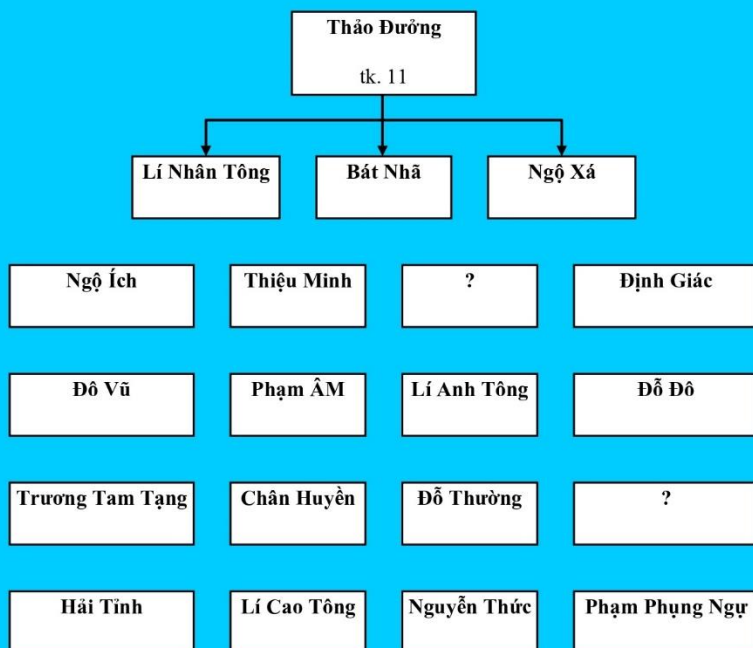 Thảo Đưởng
tk. 11
Lí Nhân Tông Bát Nhã Ngộ Xá
Ngộ Ích Thiệu Minh ? Định Giác
Đô Vũ Phạm ÂM Lí Anh Tông Đỗ Đô
Trương Tam Tạng Chân Huyền Đỗ Thường ?
Hải Tỉnh Lí Cao Tông Nguyễn Thức Phạm Phụng Ngự